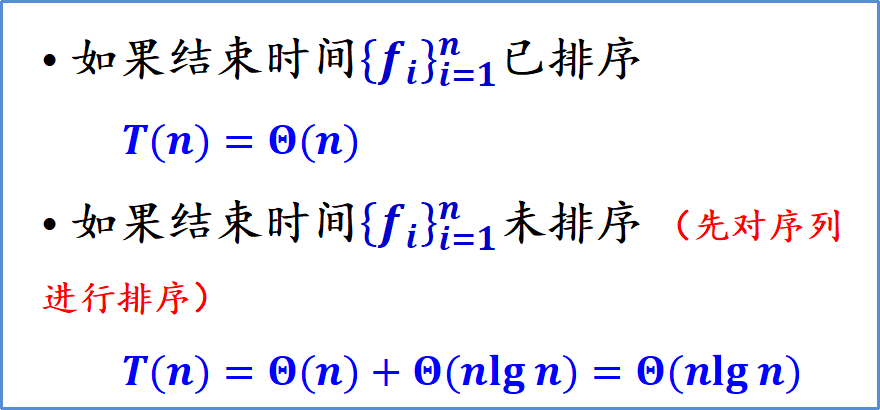 • 如果结束时间{fᵢ}ⁿᵢ₌₁已排序
T(n) = Θ(n)
• 如果结束时间{fᵢ}ⁿᵢ₌₁未排序（先对序列
进行排序）
T(n) = Θ(n) + Θ(nlg n) = Θ(nlg n)